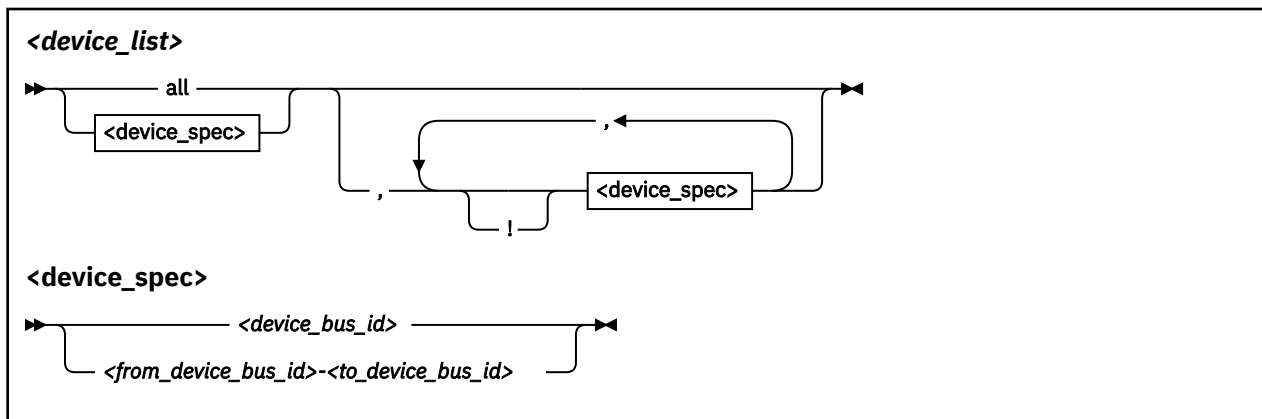 <device_list>
all
<device_spec>
,
, <device_spec>
!
<device_spec>
<device_bus_id>
<from_device_bus_id>-<to_device_bus_id>